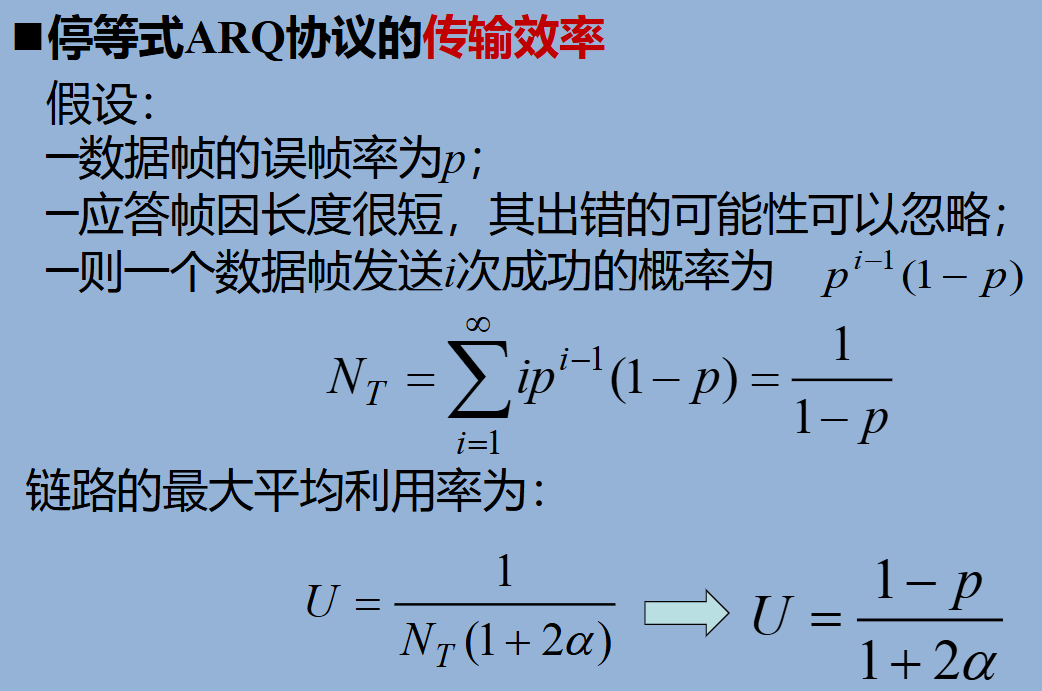 ■停等式ARQ协议的传输效率
假设：
–数据帧的误帧率为p；
–应答帧因长度很短，其出错的可能性可以忽略；
–则一个数据帧发送i次成功的概率为 p^{i−1}(1 − p)
N_T = ∑_{i=1}^{∞} ip^{i−1}(1 − p) = \frac{1}{1 − p}
链路的最大平均利用率为：
U = \frac{1}{N_T(1 + 2α)} ⇨ U = \frac{1 − p}{1 + 2α}